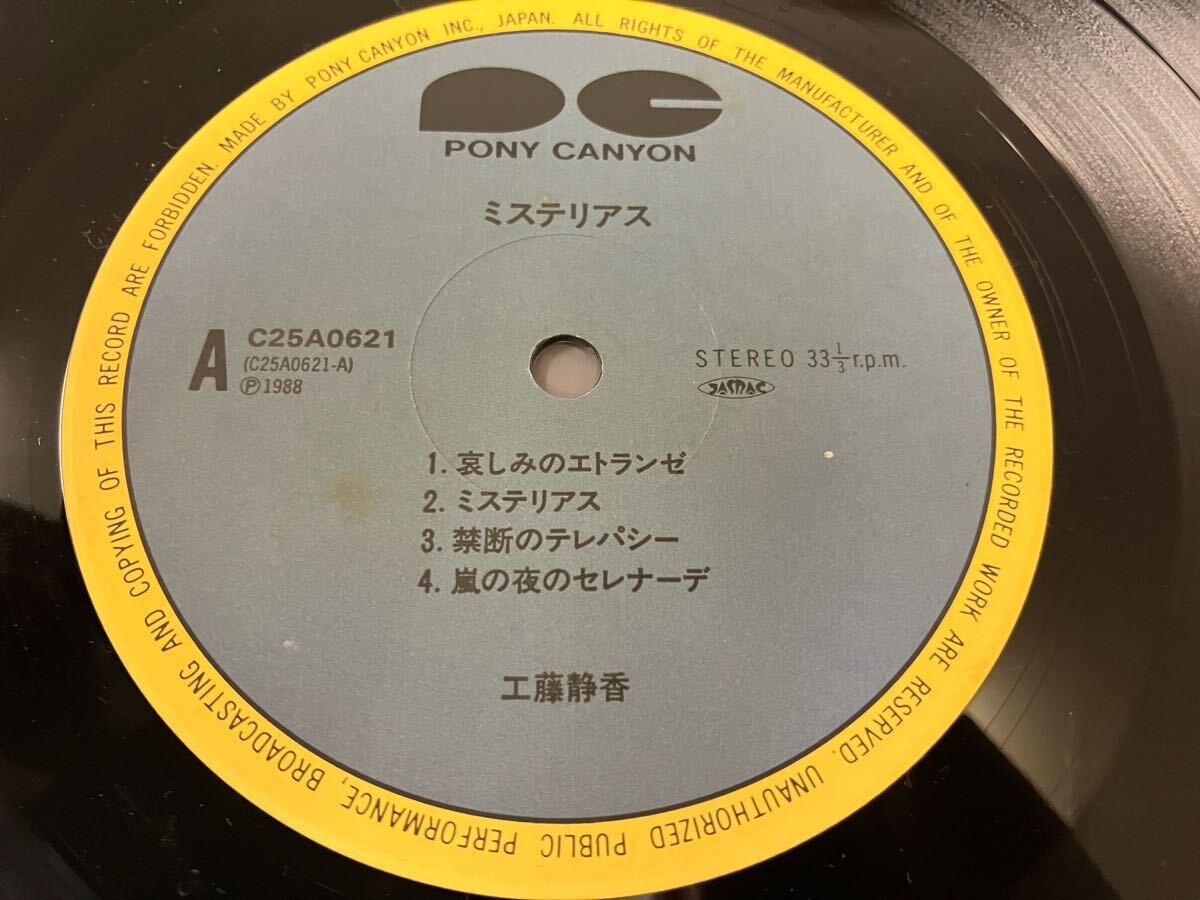 MADE BY PONY CANYON INC., JAPAN. ALL RIGHTS OF THE MANUFACTURER AND OF THE OWNER OF THE RECORDED WORK ARE RESERVED. UNAUTHORIZED PUBLIC PERFORMANCE, BROADCASTING AND COPYING OF THIS RECORD ARE FORBIDDEN.
PC
PONY CANYON
ミステリアス
A
C25A0621
(C25A0621-A)
Ⓟ1988
STEREO 33 1/3 r.p.m.
JASRAC
1. 哀しみのエトランゼ
2. ミステリアス
3. 禁断のテレパシー
4. 嵐の夜のセレナーデ
工藤静香